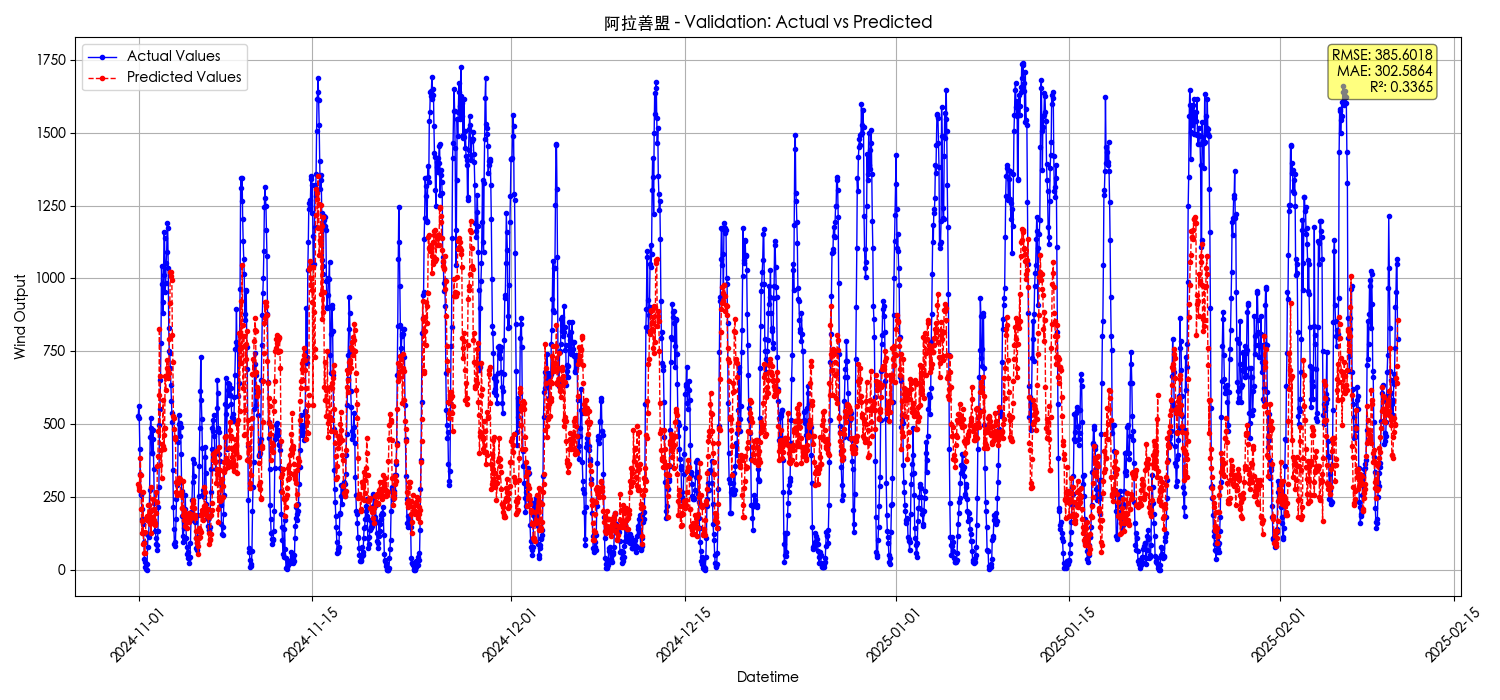 阿拉善盟 - Validation: Actual vs Predicted
Actual Values
Predicted Values
RMSE: 385.6018
MAE: 302.5864
R²: 0.3365
Wind Output
1750
1500
1250
1000
750
500
250
0
2024-11-01
2024-11-15
2024-12-01
2024-12-15
2025-01-01
2025-01-15
2025-02-01
2025-02-15
Datetime